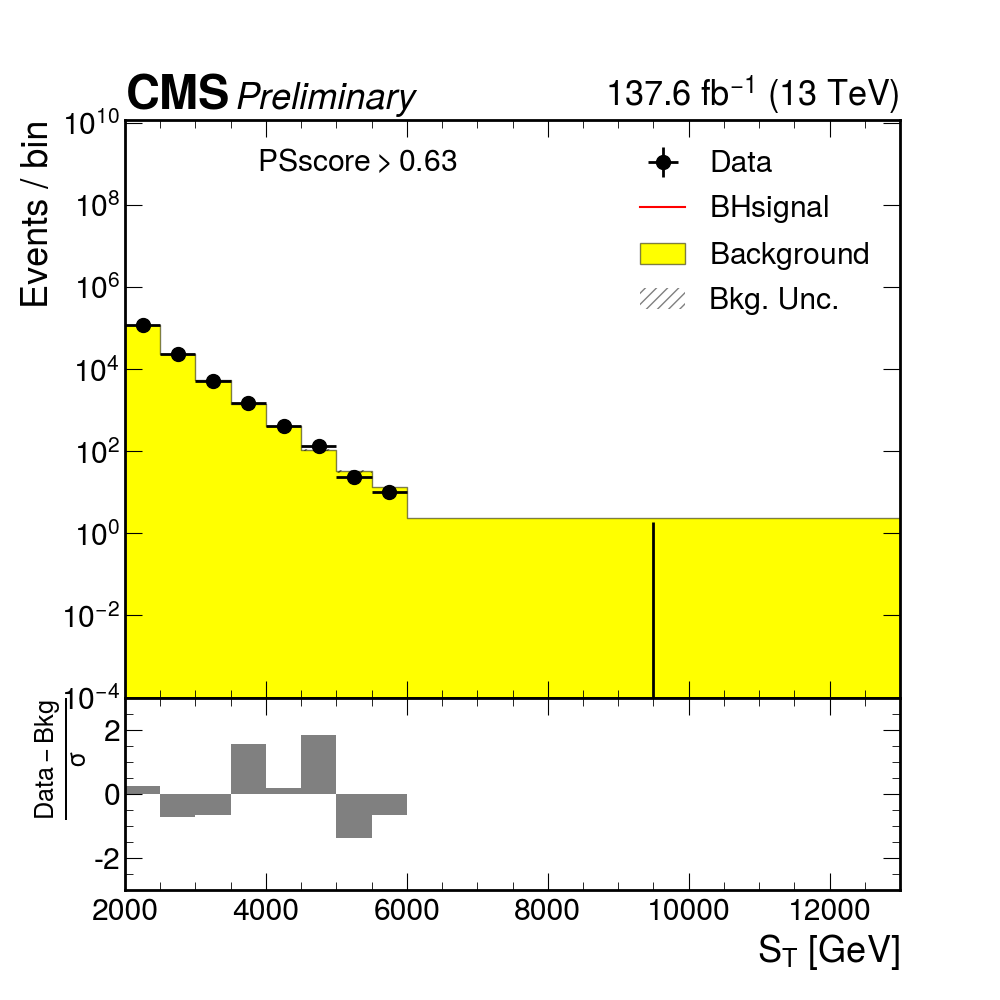 CMS Preliminary
137.6 fb⁻¹ (13 TeV)
Events / bin
10¹⁰
10⁸
10⁶
10⁴
10²
10⁰
10⁻²
10⁻⁴
PSscore > 0.63
Data
BHsignal
Background
Bkg. Unc.
Data − Bkg
σ
2
0
-2
2000 4000 6000 8000 10000 12000
S_T [GeV]